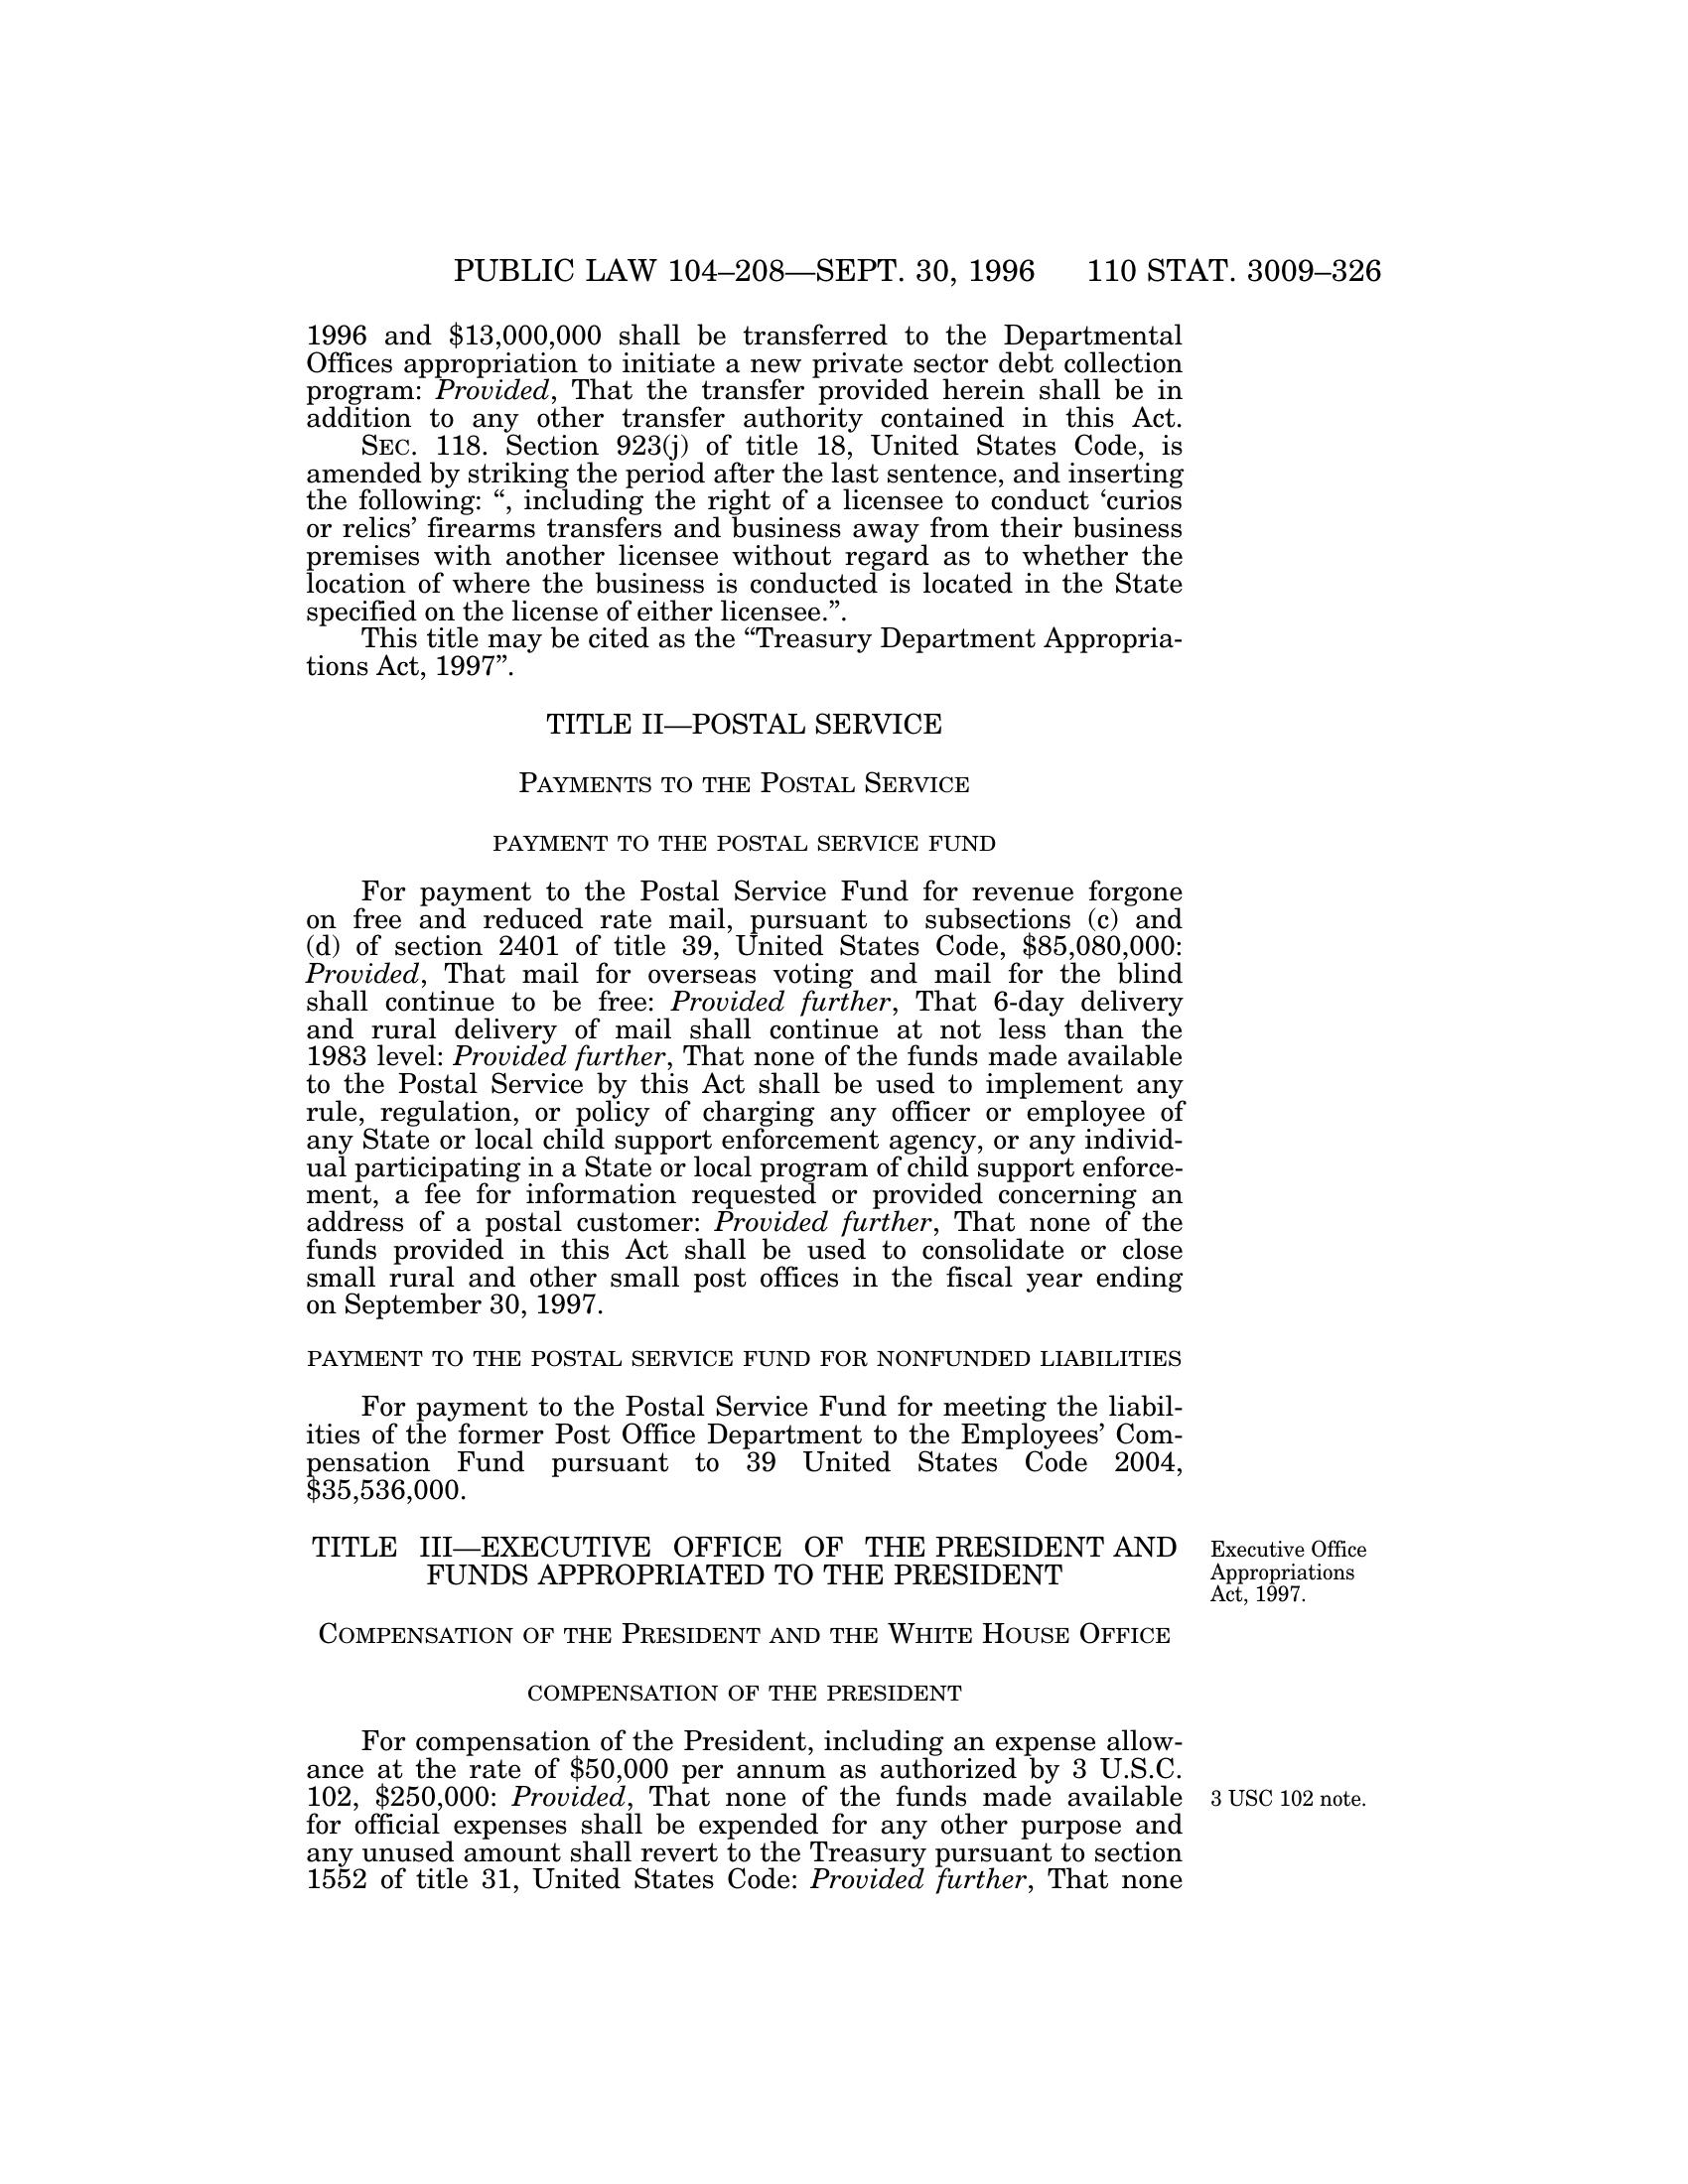 PUBLIC LAW 104–208—SEPT. 30, 1996 110 STAT. 3009–326
1996 and $13,000,000 shall be transferred to the Departmental
Offices appropriation to initiate a new private sector debt collection
program: Provided, That the transfer provided herein shall be in
addition to any other transfer authority contained in this Act.
SEC. 118. Section 923(j) of title 18, United States Code, is
amended by striking the period after the last sentence, and inserting
the following: “, including the right of a licensee to conduct ‘curios
or relics’ firearms transfers and business away from their business
premises with another licensee without regard as to whether the
location of where the business is conducted is located in the State
specified on the license of either licensee.”.
This title may be cited as the “Treasury Department Appropria-
tions Act, 1997”.
TITLE II—POSTAL SERVICE
PAYMENTS TO THE POSTAL SERVICE
PAYMENT TO THE POSTAL SERVICE FUND
For payment to the Postal Service Fund for revenue forgone
on free and reduced rate mail, pursuant to subsections (c) and
(d) of section 2401 of title 39, United States Code, $85,080,000:
Provided, That mail for overseas voting and mail for the blind
shall continue to be free: Provided further, That 6-day delivery
and rural delivery of mail shall continue at not less than the
1983 level: Provided further, That none of the funds made available
to the Postal Service by this Act shall be used to implement any
rule, regulation, or policy of charging any officer or employee of
any State or local child support enforcement agency, or any individ-
ual participating in a State or local program of child support enforce-
ment, a fee for information requested or provided concerning an
address of a postal customer: Provided further, That none of the
funds provided in this Act shall be used to consolidate or close
small rural and other small post offices in the fiscal year ending
on September 30, 1997.
PAYMENT TO THE POSTAL SERVICE FUND FOR NONFUNDED LIABILITIES
For payment to the Postal Service Fund for meeting the liabil-
ities of the former Post Office Department to the Employees’ Com-
pensation Fund pursuant to 39 United States Code 2004,
$35,536,000.
TITLE III—EXECUTIVE OFFICE OF THE PRESIDENT AND
FUNDS APPROPRIATED TO THE PRESIDENT
Executive Office
Appropriations
Act, 1997.
COMPENSATION OF THE PRESIDENT AND THE WHITE HOUSE OFFICE
COMPENSATION OF THE PRESIDENT
For compensation of the President, including an expense allow-
ance at the rate of $50,000 per annum as authorized by 3 U.S.C.
102, $250,000: Provided, That none of the funds made available
for official expenses shall be expended for any other purpose and
any unused amount shall revert to the Treasury pursuant to section
1552 of title 31, United States Code: Provided further, That none
3 USC 102 note.